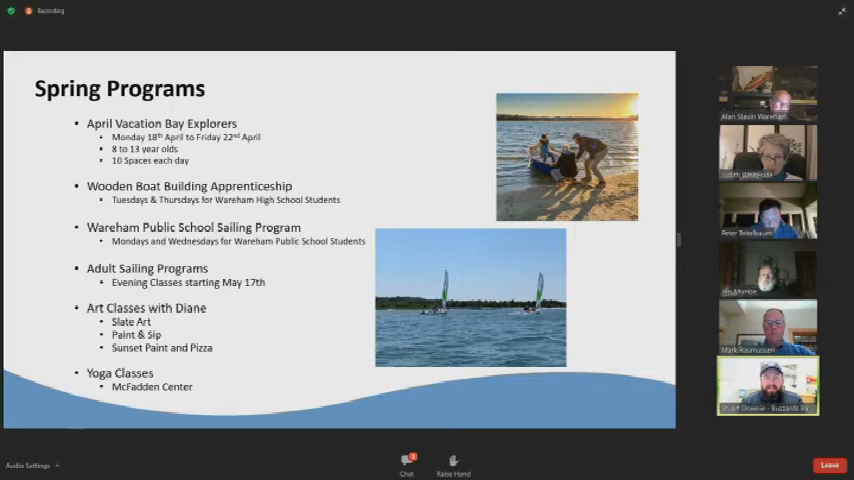 Recording
Spring Programs
• April Vacation Bay Explorers
• Monday 18th April to Friday 22nd April
• 8 to 13 year olds
• 10 Spaces each day
• Wooden Boat Building Apprenticeship
• Tuesdays & Thursdays for Wareham High School Students
• Wareham Public School Sailing Program
• Mondays and Wednesdays for Wareham Public School Students
• Adult Sailing Programs
• Evening Classes starting May 17th
• Art Classes with Diane
• Slate Art
• Paint & Sip
• Sunset Paint and Pizza
• Yoga Classes
• McFadden Center
Alan Slavin Wareham
Judith Whiteside
Peter Teitelbaum
Jim Munise
Mark Rasmussen
Stuart Downie - Buzzards Ba...
Audio Settings
1
Chat
Raise Hand
Leave